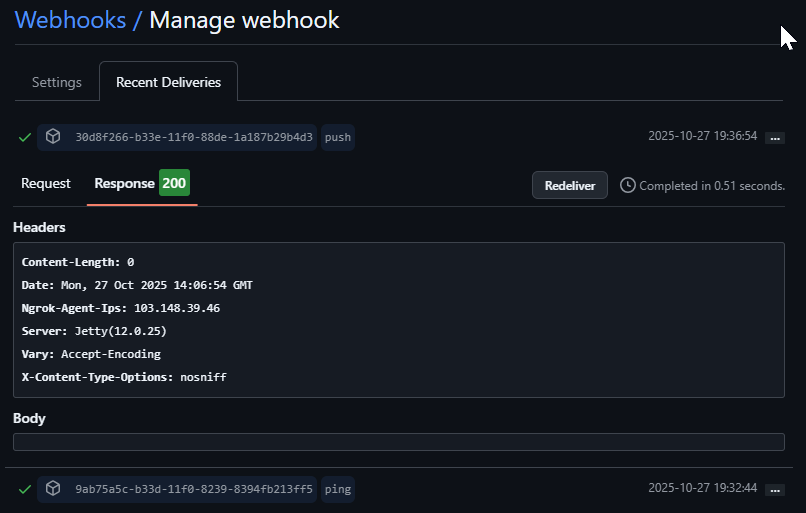 Webhooks / Manage webhook
Settings Recent Deliveries
30d8f266-b33e-11f0-88de-1a187b29b4d3 push 2025-10-27 19:36:54 ...
Request Response 200 Redeliver Completed in 0.51 seconds.
Headers
Content-Length: 0
Date: Mon, 27 Oct 2025 14:06:54 GMT
Ngrok-Agent-Ips: 103.148.39.46
Server: Jetty(12.0.25)
Vary: Accept-Encoding
X-Content-Type-Options: nosniff
Body
9ab75a5c-b33d-11f0-8239-8394fb213ff5 ping 2025-10-27 19:32:44 ...